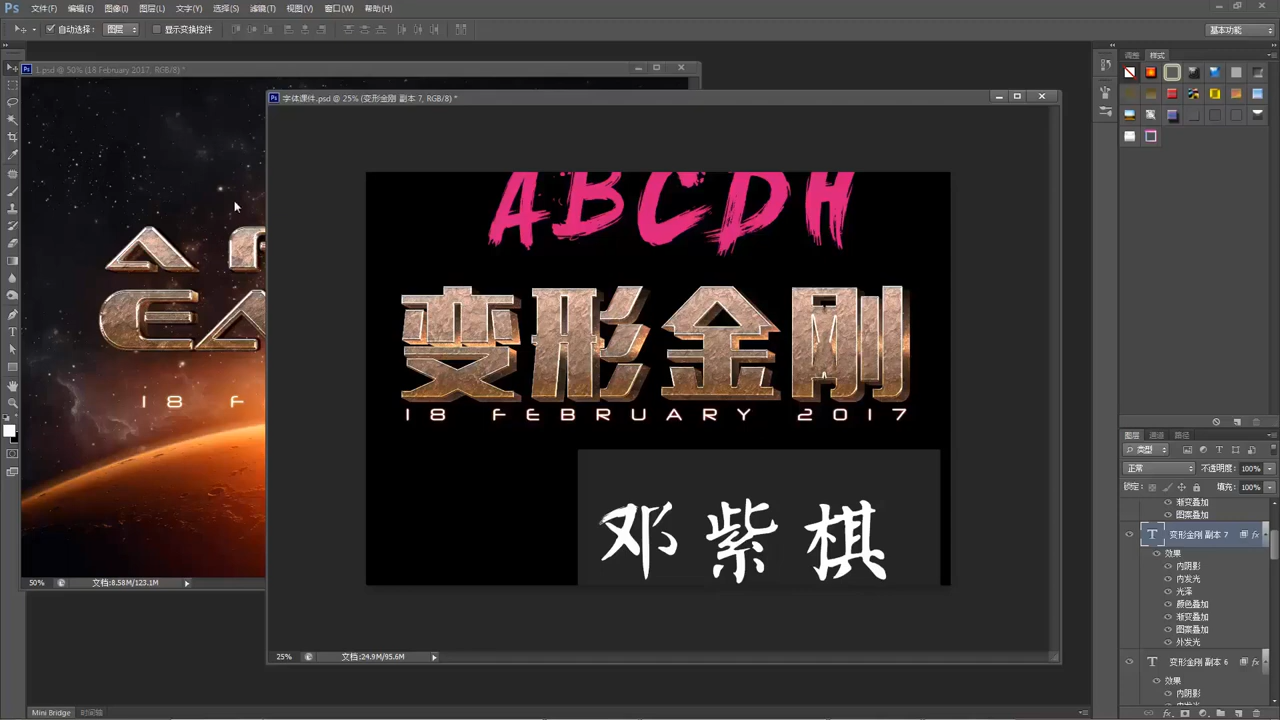 Ps 文件(F) 编辑(E) 图像(I) 图层(L) 文字(Y) 选择(S) 滤镜(T) 视图(V) 窗口(W) 帮助(H)
自动选择： 图层 显示变换控件 基本功能
1.psd @ 50% (18 February 2017, RGB/8) *
字体课件.psd @ 25% (变形金刚 副本 7, RGB/8) *
调整 样式
ABCDH
A
EA
变形金刚
18 FEBRUARY 2017
18 F
邓紫棋
图层 通道 路径
类型
正常 不透明度： 100%
锁定： 填充： 100%
渐变叠加
图案叠加
T 变形金刚 副本 7 fx
效果
内阴影
内发光
光泽
颜色叠加
渐变叠加
图案叠加
外发光
T 变形金刚 副本 6 fx
效果
内阴影
50% 文档:8.58M/123.1M
25% 文档:24.9M/95.6M
Mini Bridge 时间轴